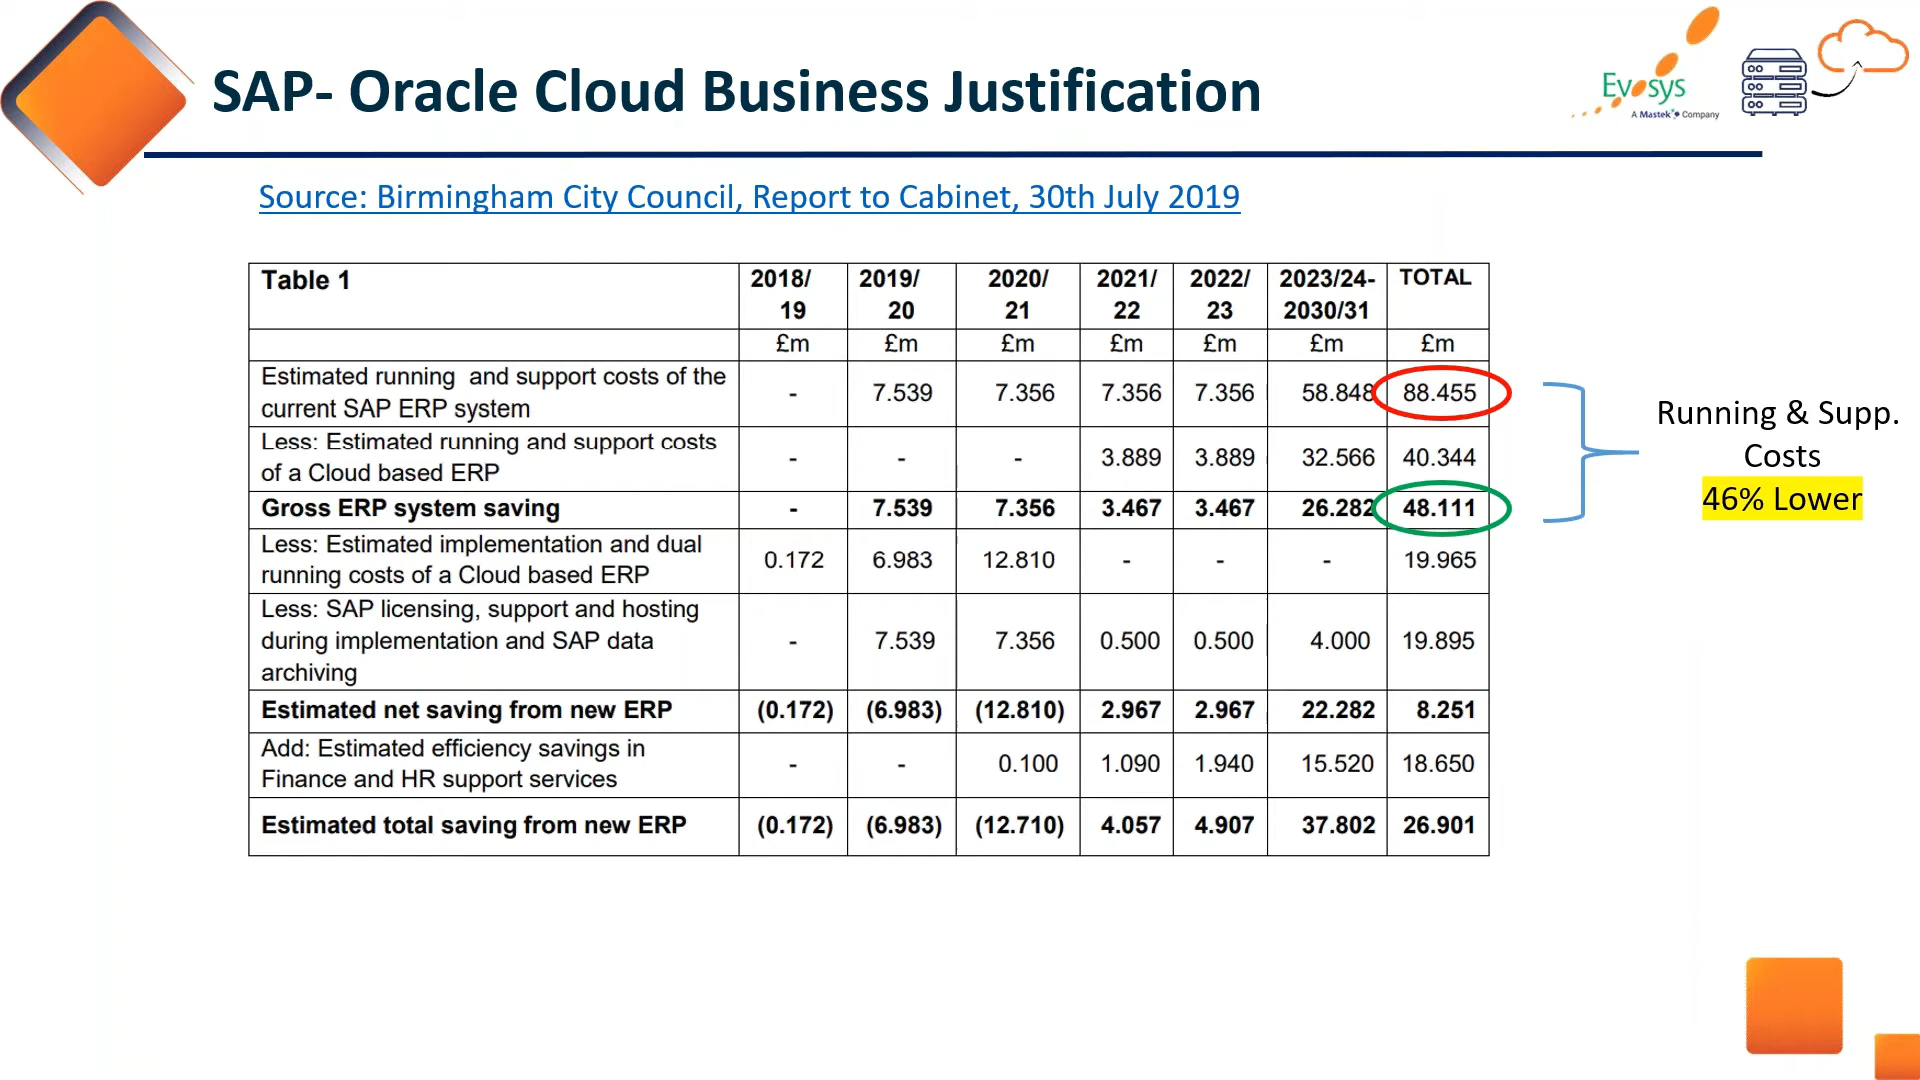 SAP- Oracle Cloud Business Justification
Evosys
A Mastek Company
Source: Birmingham City Council, Report to Cabinet, 30th July 2019
Table 1 2018/ 2019/ 2020/ 2021/ 2022/ 2023/24- TOTAL
19 20 21 22 23 2030/31
£m £m £m £m £m £m £m
Estimated running and support costs of the
current SAP ERP system - 7.539 7.356 7.356 7.356 58.848 88.455
Less: Estimated running and support costs
of a Cloud based ERP - - - 3.889 3.889 32.566 40.344
Gross ERP system saving - 7.539 7.356 3.467 3.467 26.282 48.111
Less: Estimated implementation and dual
running costs of a Cloud based ERP 0.172 6.983 12.810 - - - 19.965
Less: SAP licensing, support and hosting
during implementation and SAP data - 7.539 7.356 0.500 0.500 4.000 19.895
archiving
Estimated net saving from new ERP (0.172) (6.983) (12.810) 2.967 2.967 22.282 8.251
Add: Estimated efficiency savings in
Finance and HR support services - - 0.100 1.090 1.940 15.520 18.650
Estimated total saving from new ERP (0.172) (6.983) (12.710) 4.057 4.907 37.802 26.901
Running & Supp.
Costs
46% Lower